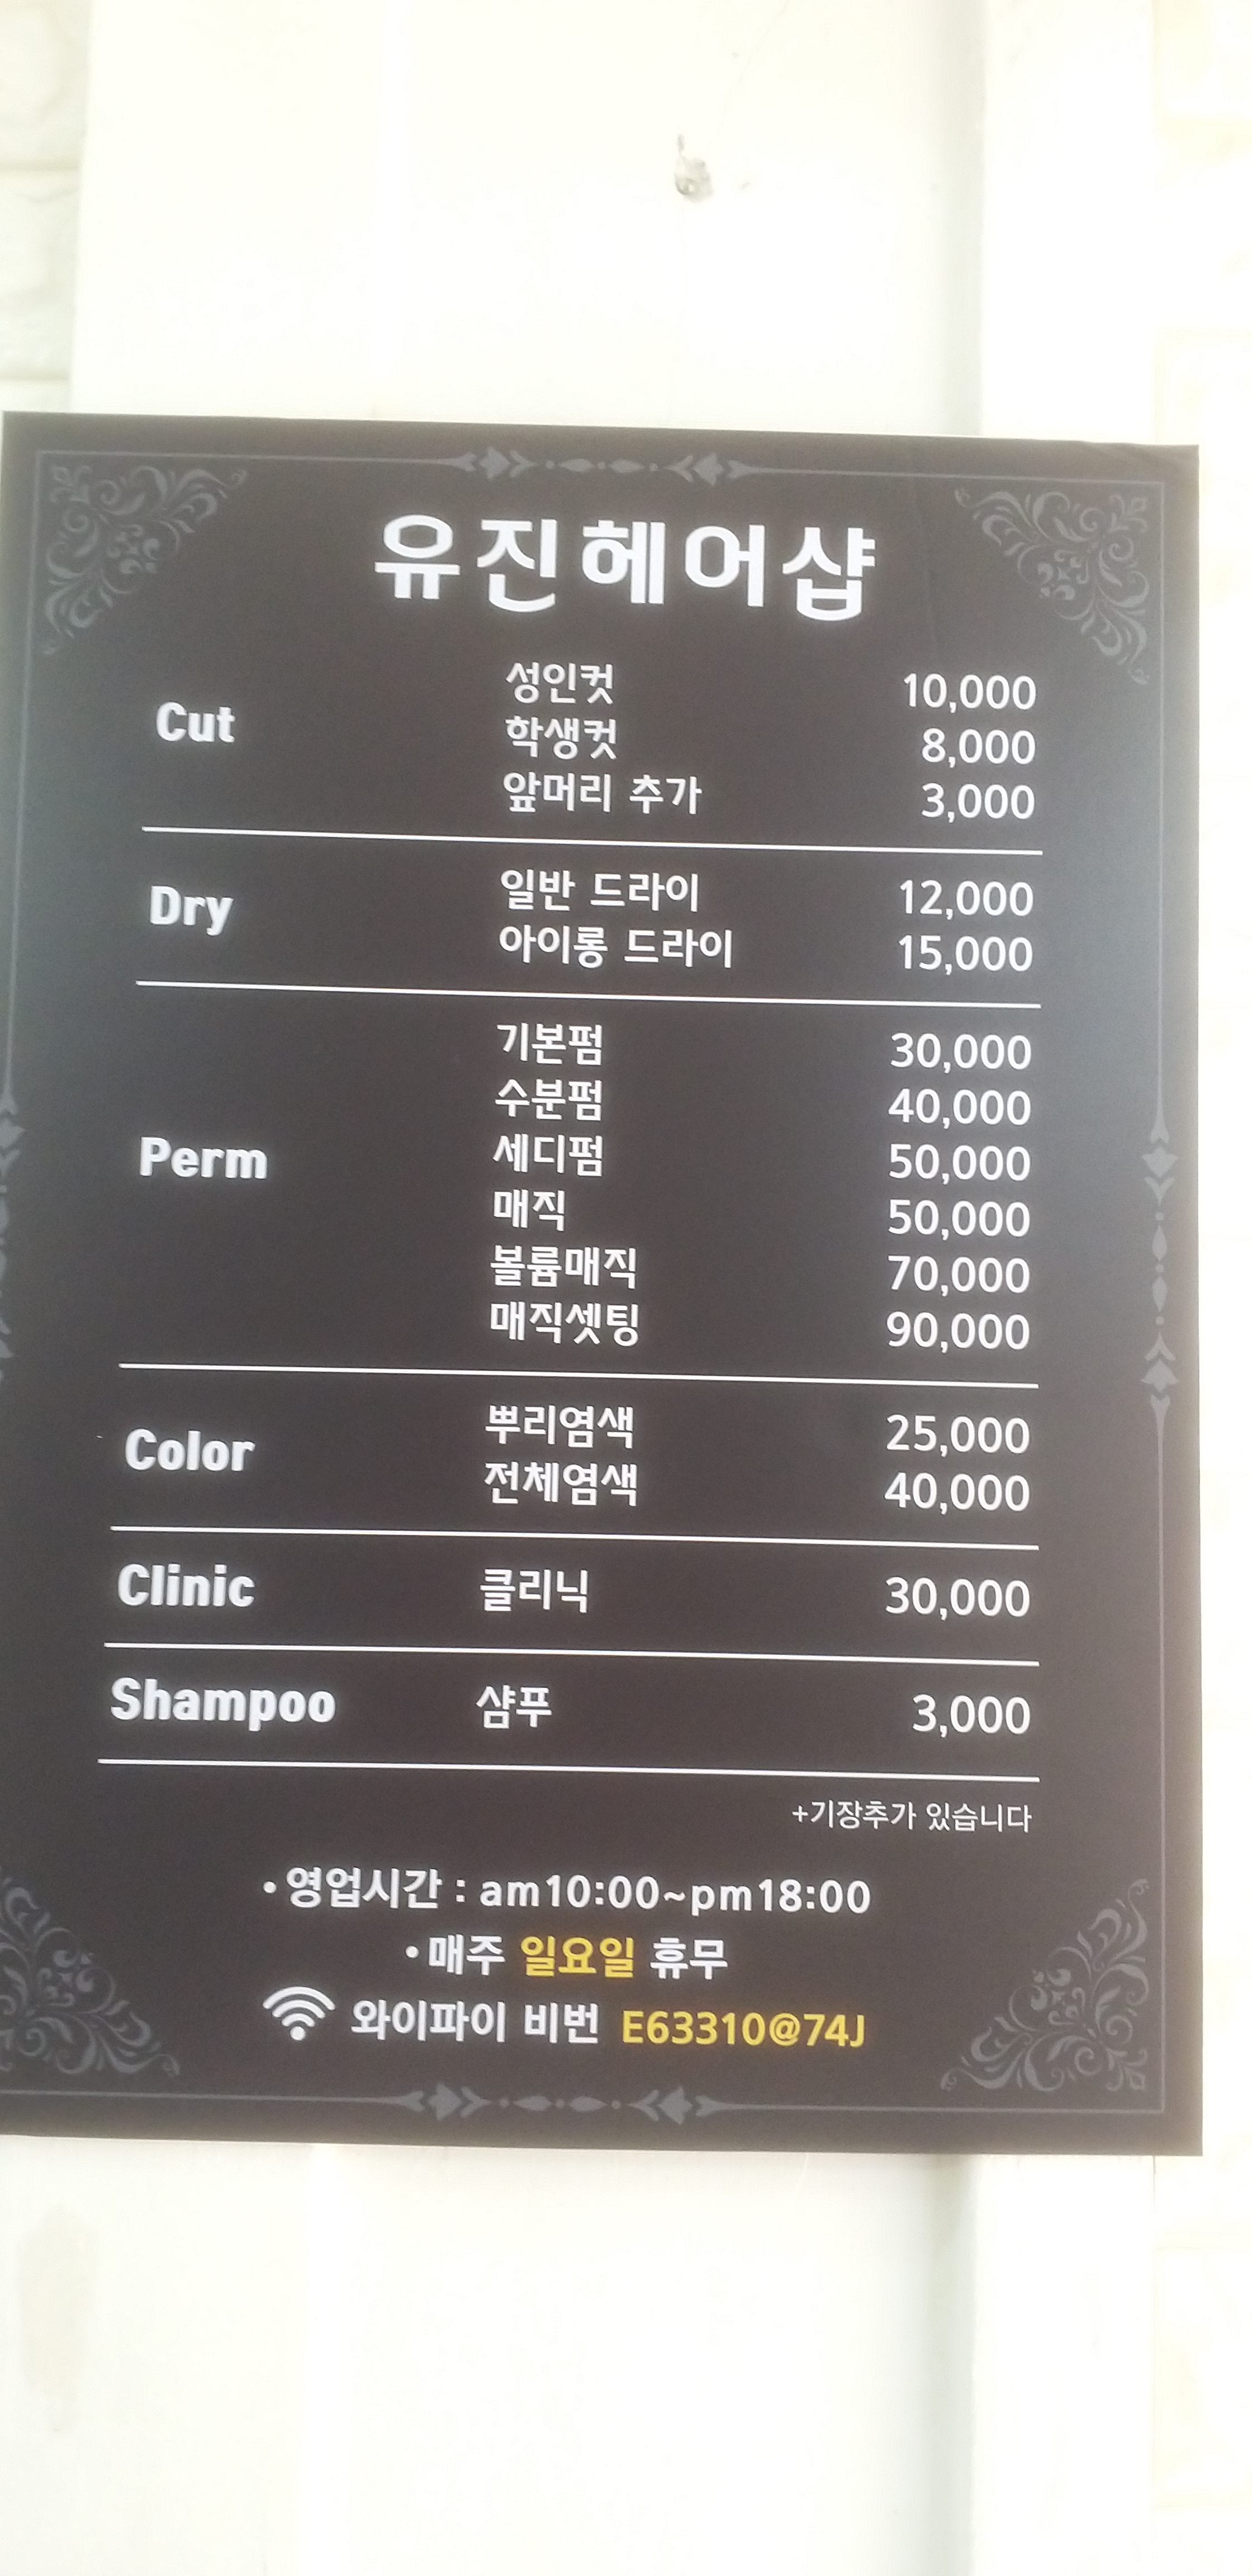 유진헤어샵
Cut
성인컷 10,000
학생컷 8,000
앞머리 추가 3,000
Dry
일반 드라이 12,000
아이롱 드라이 15,000
Perm
기본펌 30,000
수분펌 40,000
세디펌 50,000
매직 50,000
볼륨매직 70,000
매직셋팅 90,000
Color
뿌리염색 25,000
전체염색 40,000
Clinic 클리닉 30,000
Shampoo 샴푸 3,000
+기장추가 있습니다
• 영업시간 : am10:00~pm18:00
• 매주 일요일 휴무
와이파이 비번 E63310@74J